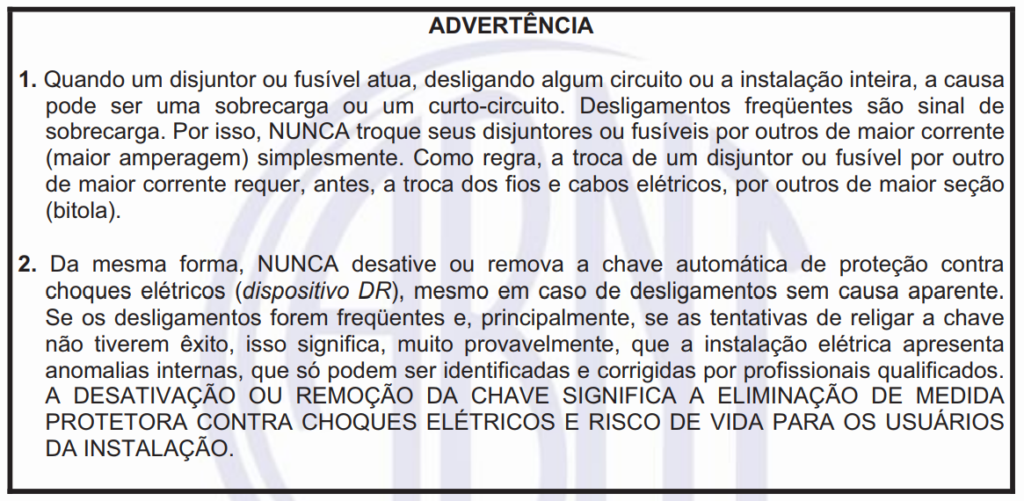 ADVERTÊNCIA
1. Quando um disjuntor ou fusível atua, desligando algum circuito ou a instalação inteira, a causa
pode ser uma sobrecarga ou um curto-circuito. Desligamentos freqüentes são sinal de
sobrecarga. Por isso, NUNCA troque seus disjuntores ou fusíveis por outros de maior corrente
(maior amperagem) simplesmente. Como regra, a troca de um disjuntor ou fusível por outro
de maior corrente requer, antes, a troca dos fios e cabos elétricos, por outros de maior seção
(bitola).
2. Da mesma forma, NUNCA desative ou remova a chave automática de proteção contra
choques elétricos (dispositivo DR), mesmo em caso de desligamentos sem causa aparente.
Se os desligamentos forem freqüentes e, principalmente, se as tentativas de religar a chave
não tiverem êxito, isso significa, muito provavelmente, que a instalação elétrica apresenta
anomalias internas, que só podem ser identificadas e corrigidas por profissionais qualificados.
A DESATIVAÇÃO OU REMOÇÃO DA CHAVE SIGNIFICA A ELIMINAÇÃO DE MEDIDA
PROTETORA CONTRA CHOQUES ELÉTRICOS E RISCO DE VIDA PARA OS USUÁRIOS
DA INSTALAÇÃO.
ABNT